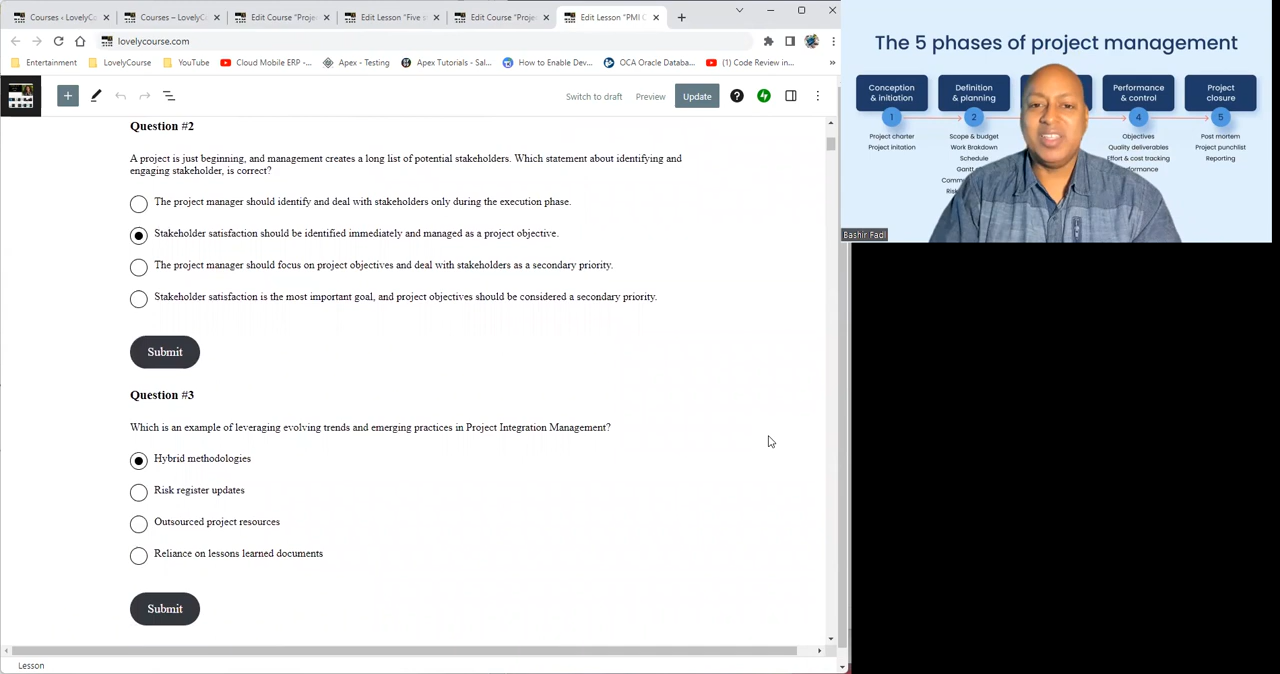 Courses ‹ LovelyCo
Courses – LovelyCo
Edit Course "Projec
Edit Lesson "Five s
Edit Course "Projec
Edit Lesson "PMI C
lovelycourse.com
Entertainment
LovelyCourse
YouTube
Cloud Mobile ERP -...
Apex - Testing
Apex Tutorials - Sal...
How to Enable Dev...
OCA Oracle Databa...
(1) Code Review in...
Switch to draft
Preview
Update
Question #2
A project is just beginning, and management creates a long list of potential stakeholders. Which statement about identifying and
engaging stakeholder, is correct?
The project manager should identify and deal with stakeholders only during the execution phase.
Stakeholder satisfaction should be identified immediately and managed as a project objective.
The project manager should focus on project objectives and deal with stakeholders as a secondary priority.
Stakeholder satisfaction is the most important goal, and project objectives should be considered a secondary priority.
Submit
Question #3
Which is an example of leveraging evolving trends and emerging practices in Project Integration Management?
Hybrid methodologies
Risk register updates
Outsourced project resources
Reliance on lessons learned documents
Submit
Lesson
The 5 phases of project management
Conception
& initiation
1
Project charter
Project initation
Definition
& planning
2
Scope & budget
Work Breakdown
Schedule
Gantt
Performance
& control
4
Objectives
Quality deliverables
Effort & cost tracking
Project
closure
5
Post mortem
Project punchlist
Reporting
Bashir Fadl